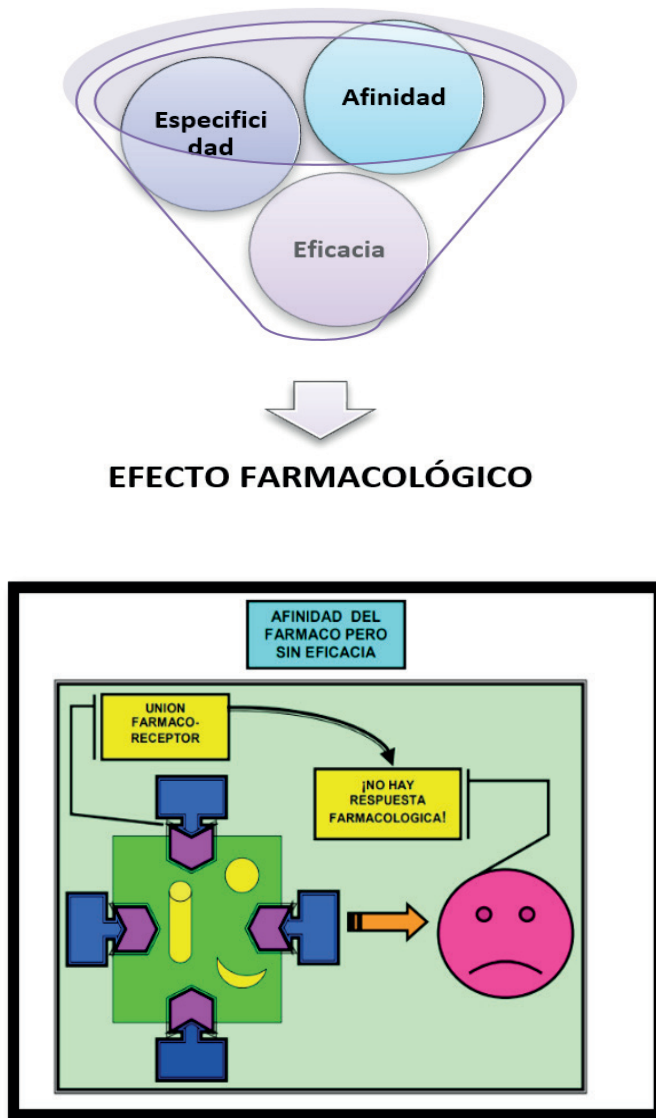 Afinidad
Especifici
dad
Eficacia
EFECTO FARMACOLÓGICO
AFINIDAD DEL
FARMACO PERO
SIN EFICACIA
UNION
FARMACO-
RECEPTOR
¡NO HAY
RESPUESTA
FARMACOLOGICA!